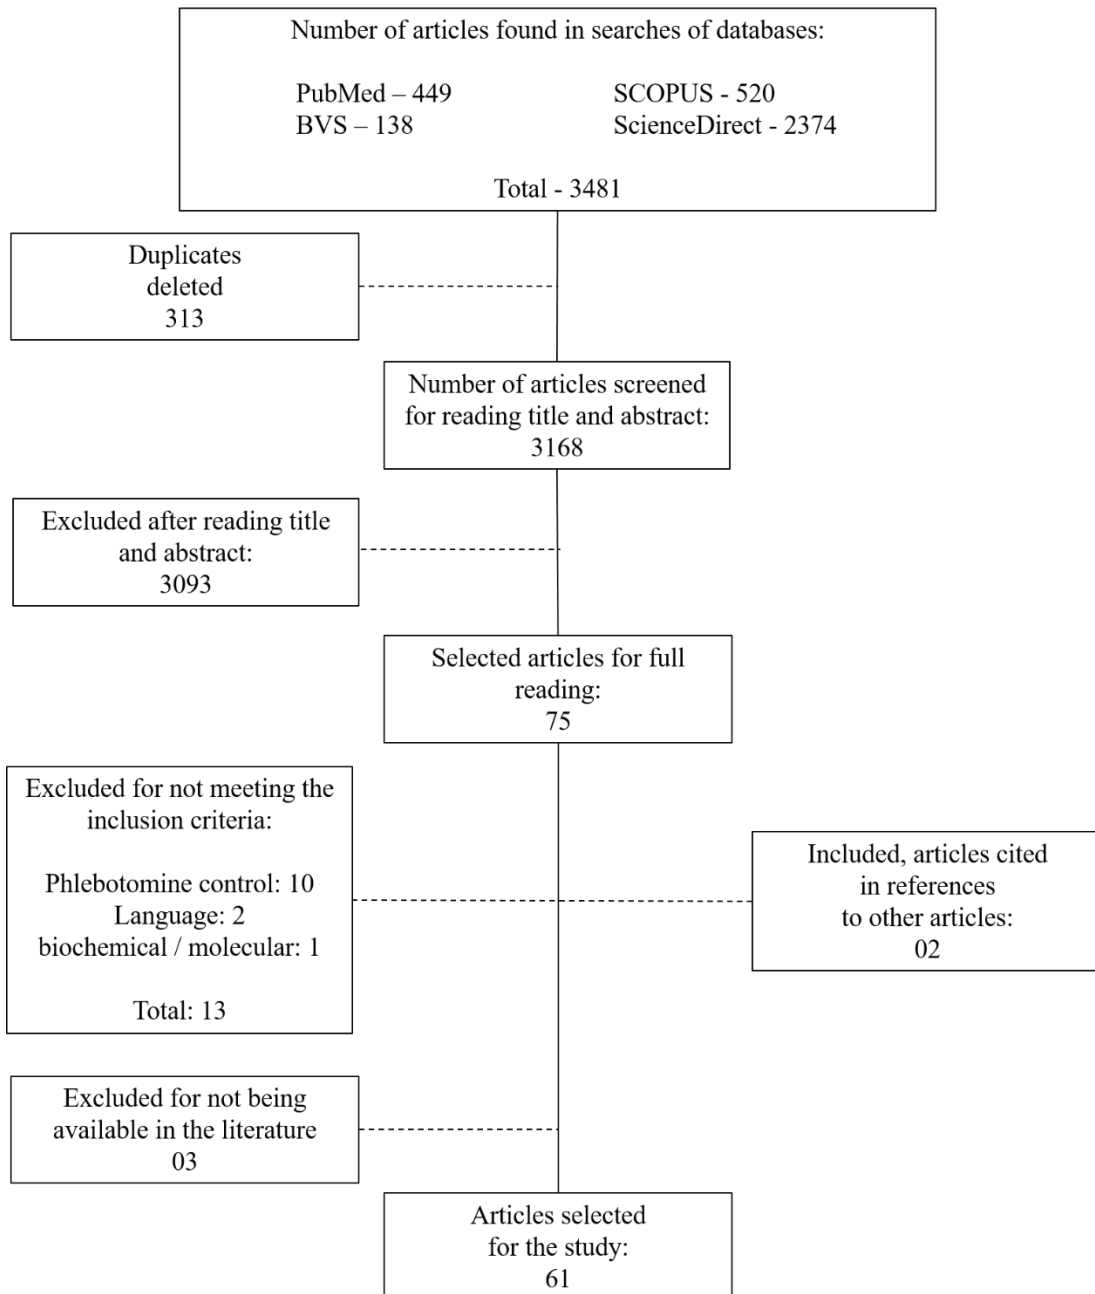 Number of articles found in searches of databases:
PubMed – 449
SCOPUS - 520
BVS – 138
ScienceDirect - 2374
Total - 3481
Duplicates
deleted
313
Number of articles screened
for reading title and abstract:
3168
Excluded after reading title
and abstract:
3093
Selected articles for full
reading:
75
Excluded for not meeting the
inclusion criteria:
Phlebotomine control: 10
Language: 2
biochemical / molecular: 1
Total: 13
Included, articles cited
in references
to other articles:
02
Excluded for not being
available in the literature
03
Articles selected
for the study:
61